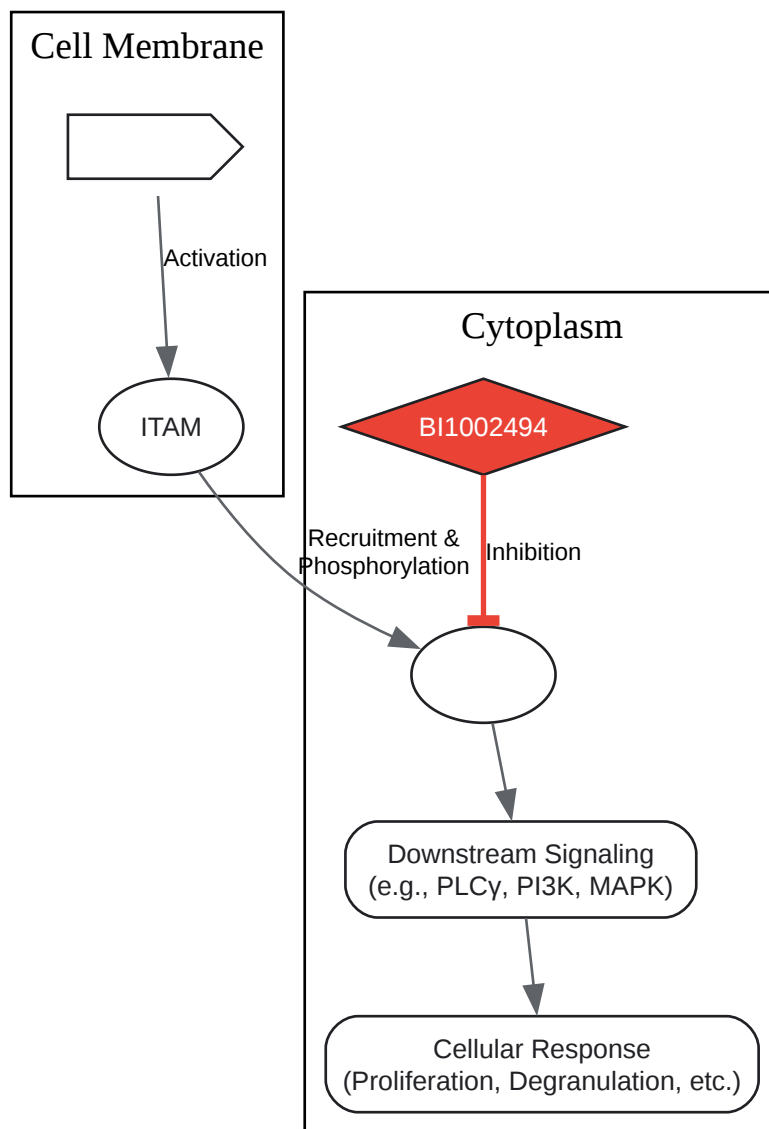 Cell Membrane
Activation
ITAM
Cytoplasm
BI1002494
Recruitment &
Phosphorylation
Inhibition
Downstream Signaling
(e.g., PLCγ, PI3K, MAPK)
Cellular Response
(Proliferation, Degranulation, etc.)